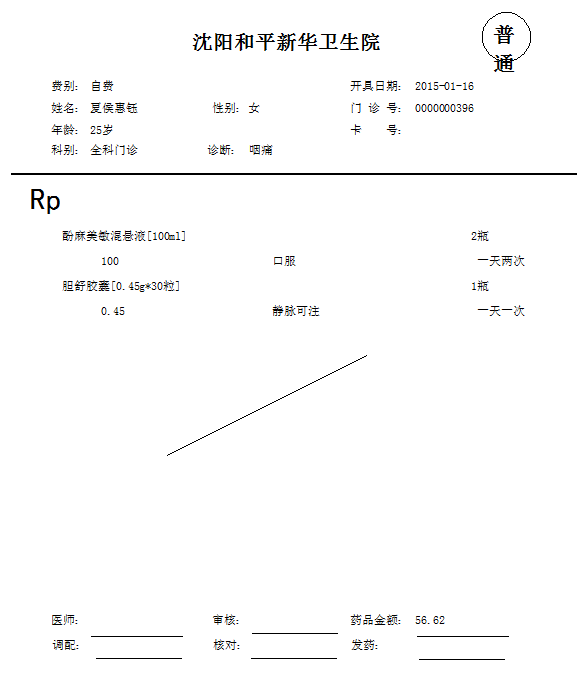 沈阳和平新华卫生院
普
通
费别: 自费 开具日期: 2015-01-16
姓名: 夏侯惠钰 性别: 女 门 诊 号: 0000000396
年龄: 25岁 卡 号:
科别: 全科门诊 诊断: 咽痛
Rp
酚麻美敏混悬液[100ml] 2瓶
100 口服 一天两次
胆舒胶囊[0.45g*30粒] 1瓶
0.45 静脉可注 一天一次
医师: 审核: 药品金额: 56.62
调配: 核对: 发药: